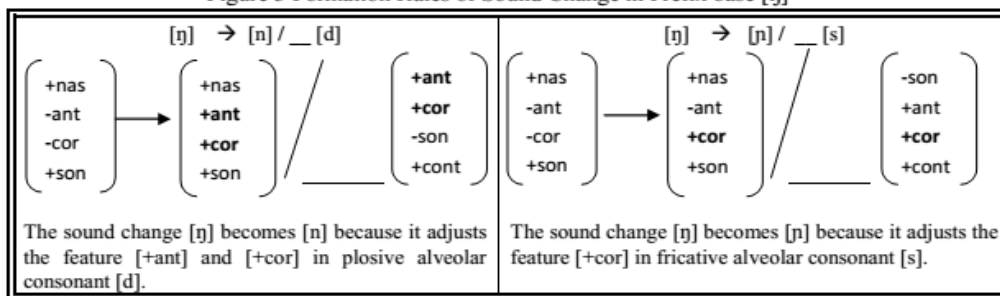 [ŋ] → [n] / __ [d]
+nas
-ant
-cor
+son
+nas
+ant
+cor
+son
+ant
+cor
-son
+cont
The sound change [ŋ] becomes [n] because it adjusts
the feature [+ant] and [+cor] in plosive alveolar
consonant [d].
[ŋ] → [ɲ] / __ [s]
+nas
-ant
-cor
+son
+nas
-ant
+cor
+son
-son
+ant
+cor
+cont
The sound change [ŋ] becomes [ɲ] because it adjusts the
feature [+cor] in fricative alveolar consonant [s].